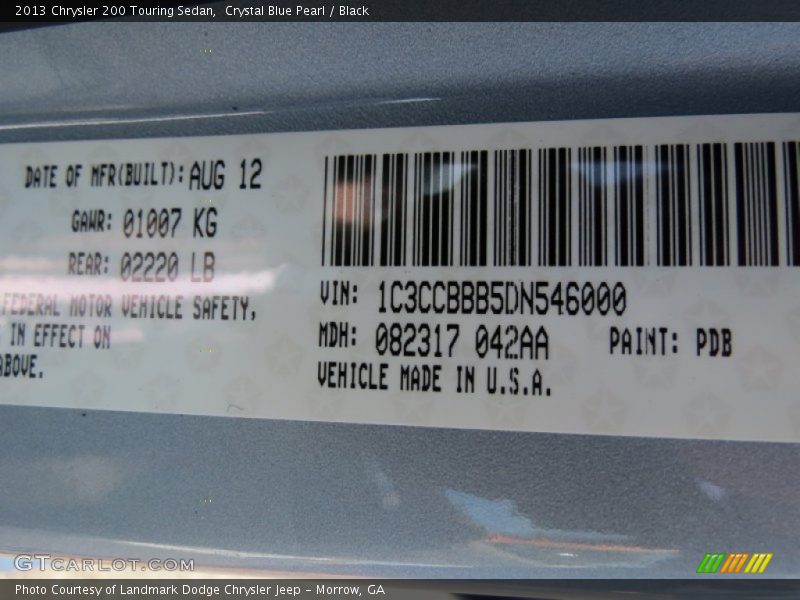 2013 Chrysler 200 Touring Sedan, Crystal Blue Pearl / Black
DATE OF MFR(BUILT): AUG 12
GAWR: 01007 KG
REAR: 02220 LB
FEDERAL MOTOR VEHICLE SAFETY,
IN EFFECT ON
ABOVE.
VIN: 1C3CCBBB5DN546000
MDH: 082317 042AA PAINT: PDB
VEHICLE MADE IN U.S.A.
GTCARLOT.COM
Photo Courtesy of Landmark Dodge Chrysler Jeep – Morrow, GA